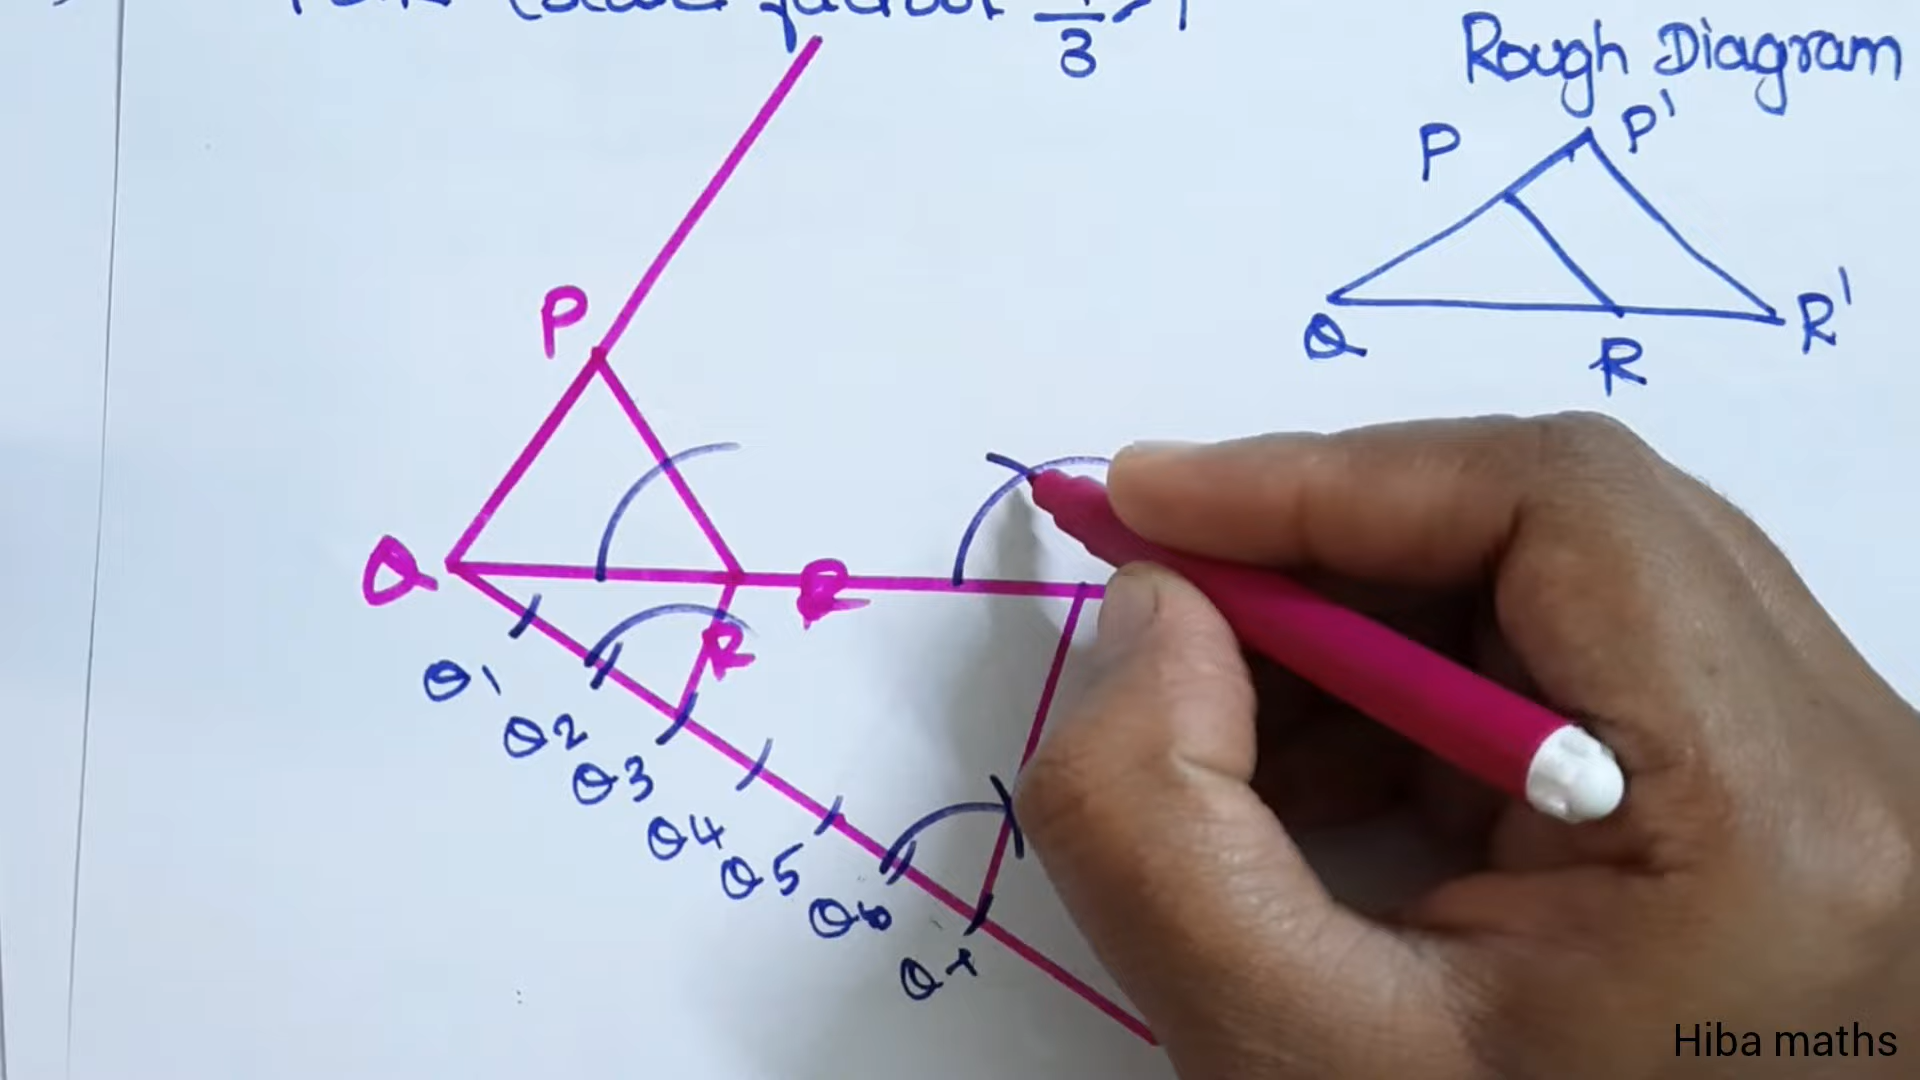 3
Rough Diagram
P P'
Q R R'
P
Q
R
Q1
Q2
Q3
Q4
Q5
Q6
Q7
Hiba maths